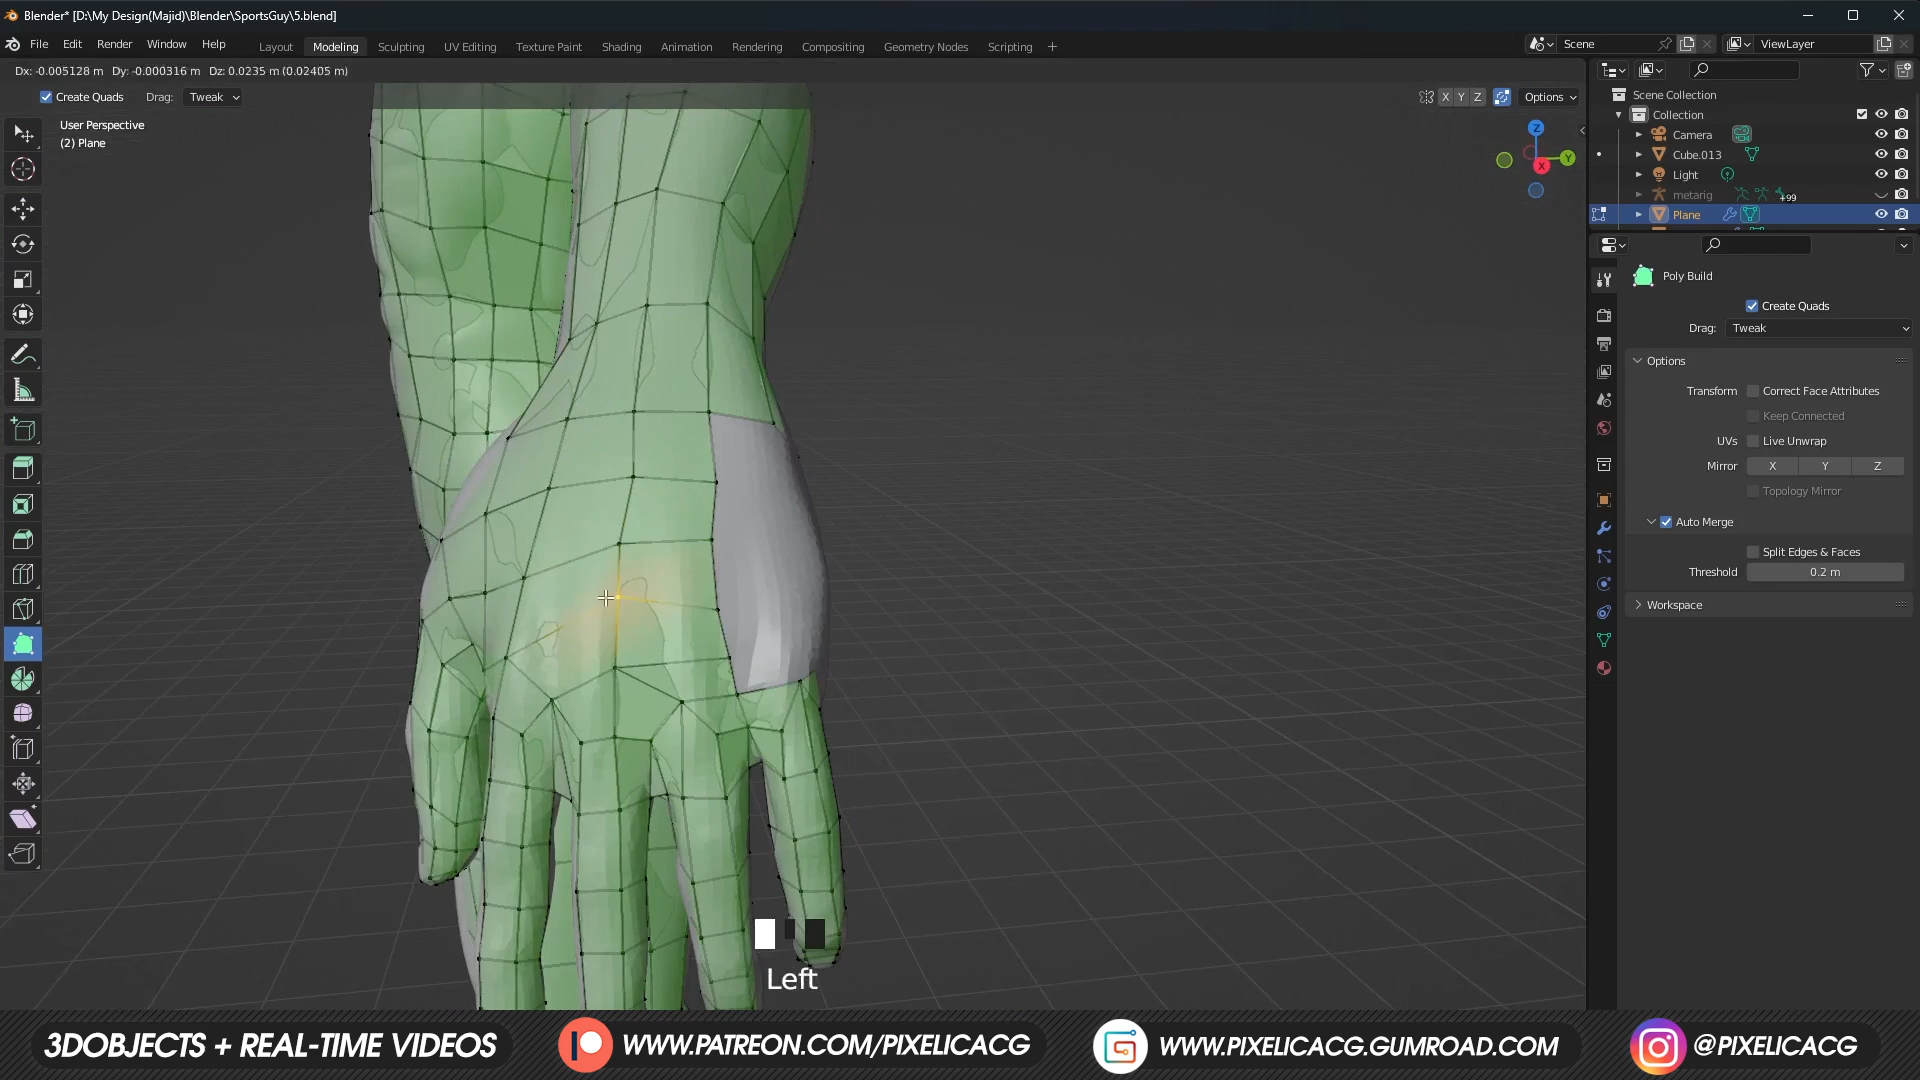 Blender* [D:\My Design(Majid)\Blender\SportsGuy\5.blend]
File Edit Render Window Help
Layout Modeling Sculpting UV Editing Texture Paint Shading Animation Rendering Compositing Geometry Nodes Scripting +
Scene
ViewLayer
Dx: -0.005128 m Dy: -0.000316 m Dz: 0.0235 m (0.02405 m)
Create Quads Drag: Tweak
X Y Z Options
User Perspective
(2) Plane
Z
Y
X
Scene Collection
Collection
Camera
Cube.013
Light
metarig
+99
Plane
Poly Build
Create Quads
Drag: Tweak
Options
Transform Correct Face Attributes
Keep Connected
UVs Live Unwrap
Mirror X Y Z
Topology Mirror
Auto Merge
Split Edges & Faces
Threshold 0.2 m
Workspace
Left
3DOBJECTS + REAL-TIME VIDEOS
WWW.PATREON.COM/PIXELICACG
WWW.PIXELICACG.GUMROAD.COM
@PIXELICACG